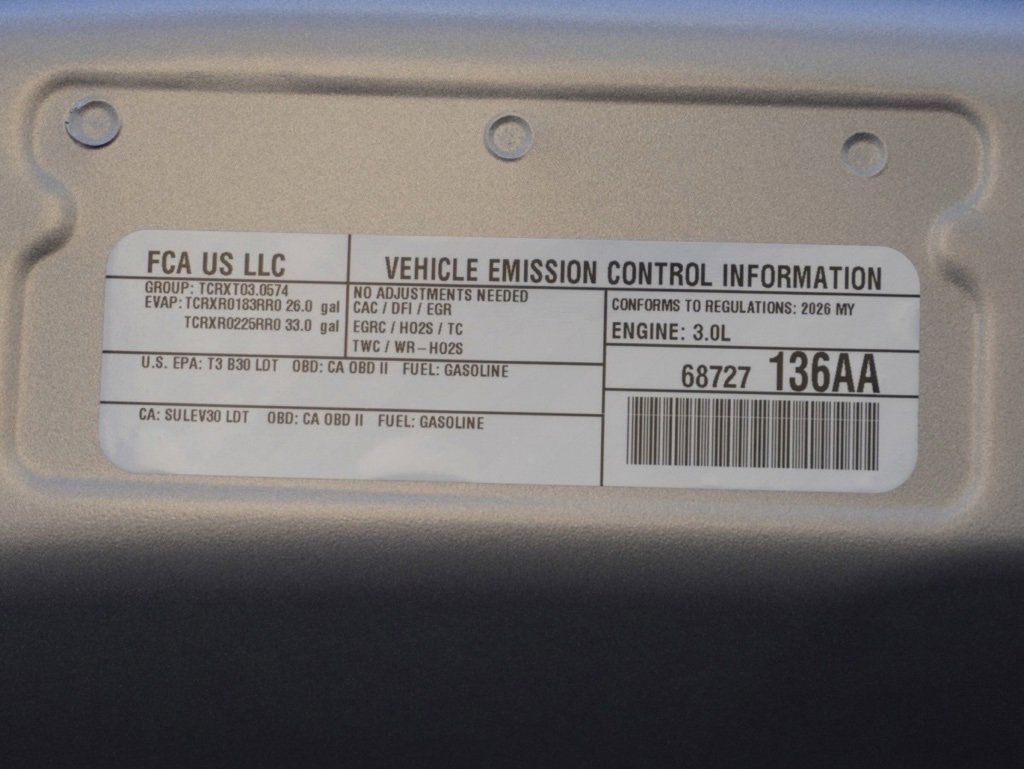 FCA US LLC
VEHICLE EMISSION CONTROL INFORMATION
GROUP: TCRXT03.0574
EVAP: TCRXR0183RR0 26.0 gal
TCRXR0225RR0 33.0 gal
NO ADJUSTMENTS NEEDED
CAC / DFI / EGR
EGRC / HO2S / TC
TWC / WR-HO2S
CONFORMS TO REGULATIONS: 2026 MY
ENGINE: 3.0L
U.S. EPA: T3 B30 LDT OBD: CA OBD II FUEL: GASOLINE
68727 136AA
CA: SULEV30 LDT OBD: CA OBD II FUEL: GASOLINE